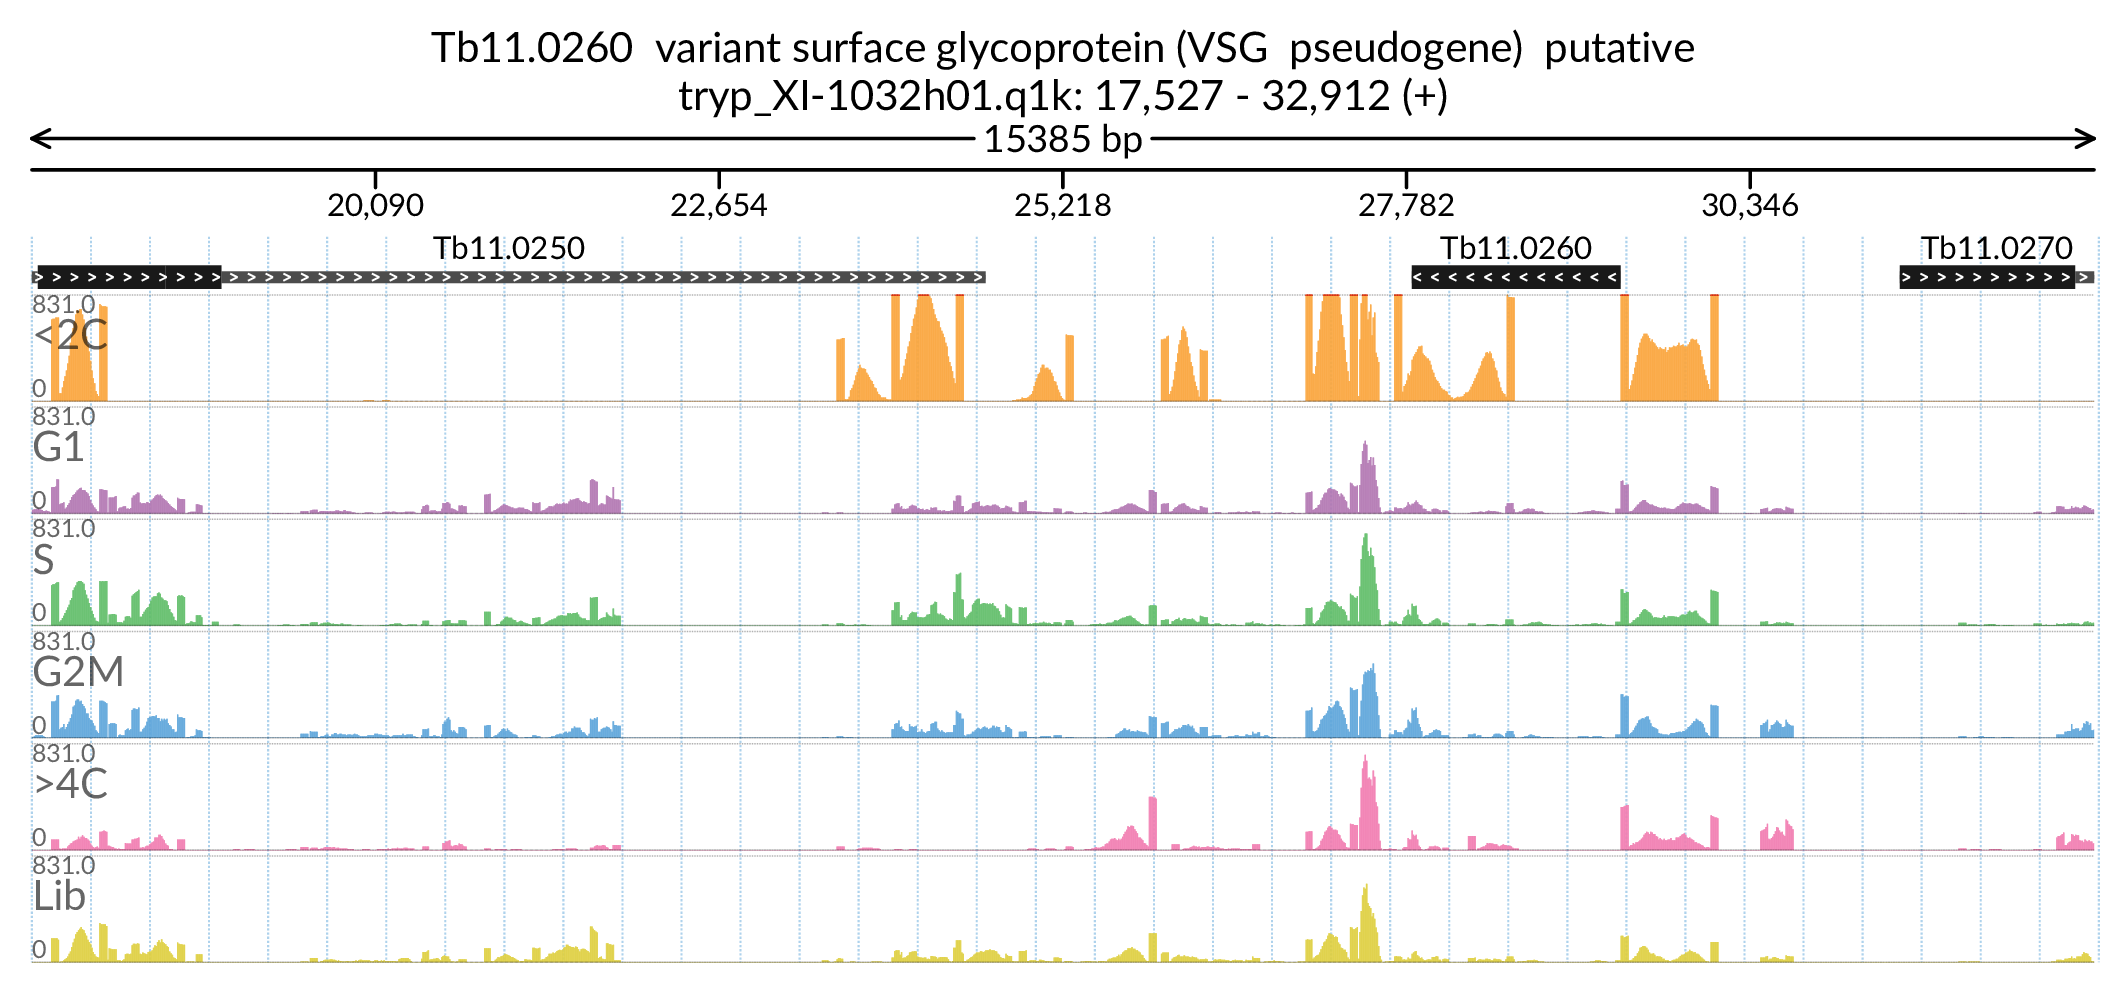 Tb11.0260 variant surface glycoprotein (VSG pseudogene) putative
tryp_XI-1032h01.q1k: 17,527 - 32,912 (+)
15385 bp
20,090 22,654 25,218 27,782 30,346
Tb11.0250 Tb11.0260 Tb11.0270
831.0
<2C
0
831.0
G1
0
831.0
S
0
831.0
G2M
0
831.0
>4C
0
831.0
Lib
0